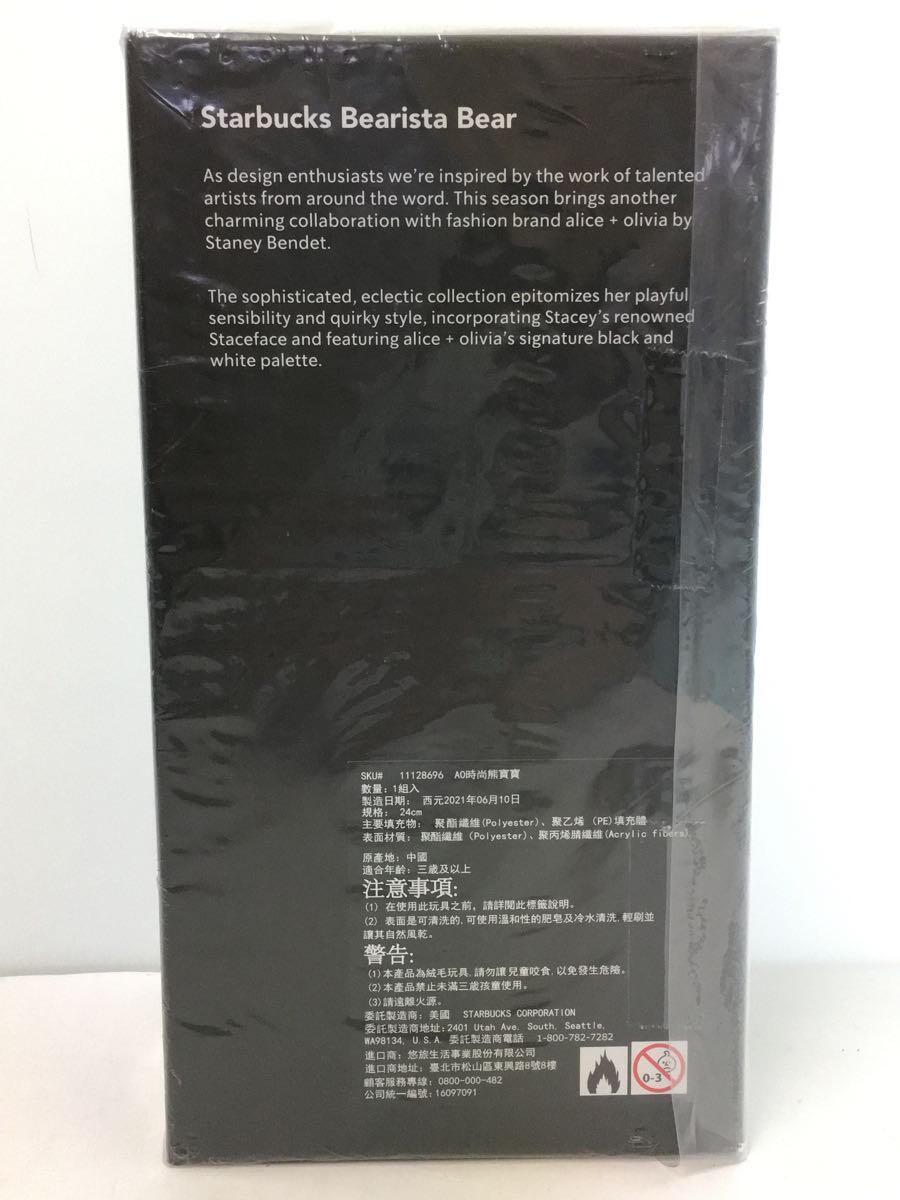 Starbucks Bearista Bear
As design enthusiasts we're inspired by the work of talented
artists from around the word. This season brings another
charming collaboration with fashion brand alice + olivia by
Staney Bendet.
The sophisticated, eclectic collection epitomizes her playful
sensibility and quirky style, incorporating Stacey's renowned
Staceface and featuring alice + olivia's signature black and
white palette.
SKU# 11128696 AO時尚熊寶寶
數量: 1組入
製造日期: 西元2021年06月10日
規格: 24cm
主要填充物: 聚酯纖維(Polyester)、聚乙烯 (PE)填充體
表面材質: 聚酯纖維 (Polyester)、聚丙烯腈纖維(Acrylic fibers)
原產地: 中國
適合年齡: 三歲及以上
注意事項:
(1) 在使用此玩具之前, 請詳閱此標籤說明。
(2) 表面是可清洗的, 可使用溫和性的肥皂及冷水清洗, 輕刷並
讓其自然風乾。
警告:
(1)本產品為絨毛玩具, 請勿讓兒童咬食, 以免發生危險。
(2)本產品禁止未滿三歲孩童使用。
(3)請遠離火源。
委託製造商: 美國 STARBUCKS CORPORATION
委託製造商地址:2401 Utah Ave. South, Seattle,
WA98134, U.S.A 委託製造商電話 1-800-782-7282
進口商: 悠旅生活事業股份有限公司
進口商地址: 臺北市松山區東興路8號8樓
顧客服務專線: 0800-000-482
公司統一編號: 16097091
0-3